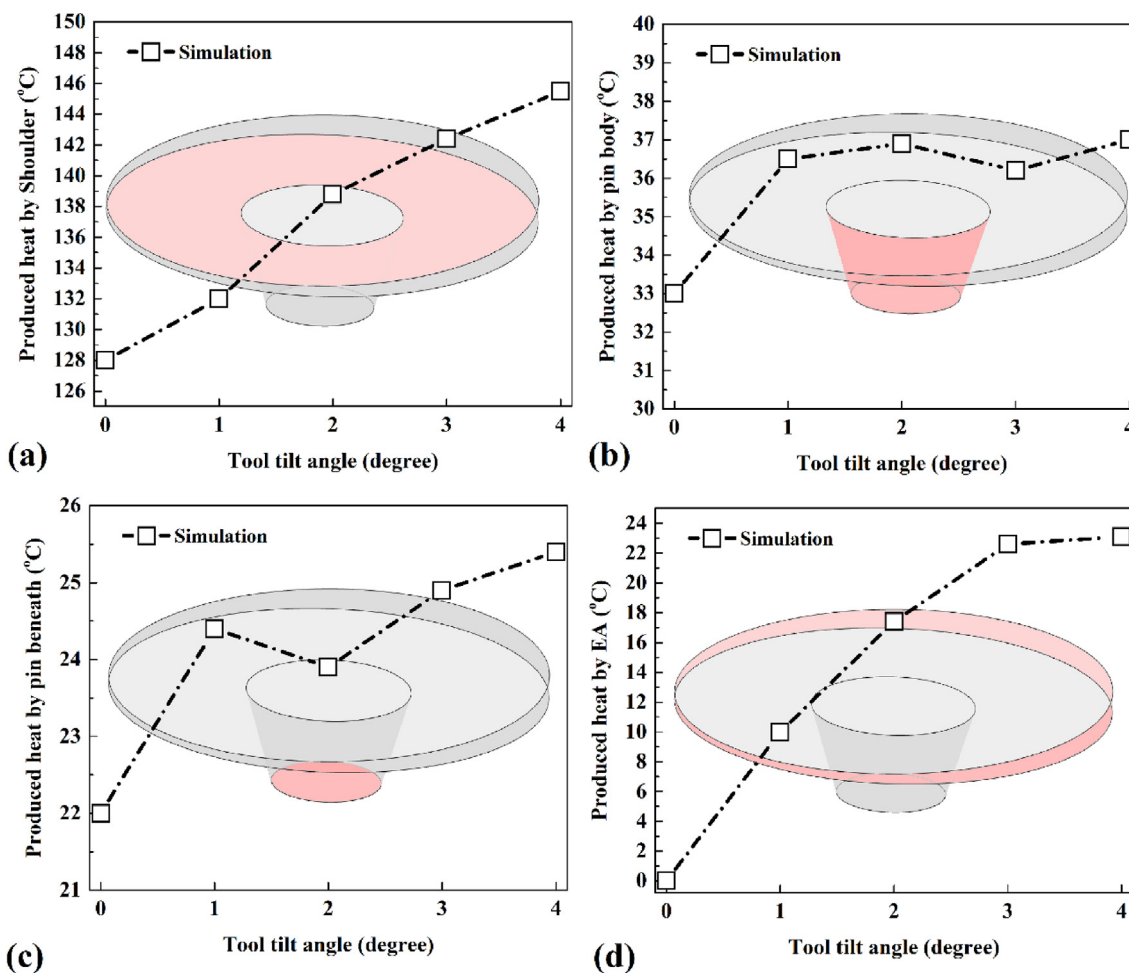 150
148
146
144
142
139
138
137
134
132
130
128
126
Produced heat by Shoulder (°C)
Simulation
0 1 2 3 4
Tool tilt angle (degree)
(a)
40
39
38
37
36
35
34
33
32
31
30
Produced heat by pin body (°C)
Simulation
0 1 2 3 4
Tool tilt angle (degree)
(b)
26
25
24
23
22
21
Produced heat by pin beneath (°C)
Simulation
0 1 2 3 4
Tool tilt angle (degree)
(c)
24
22
20
18
16
14
12
10
8
6
4
2
0
Produced heat by EA (°C)
Simulation
0 1 2 3 4
Tool tilt angle (degree)
(d)